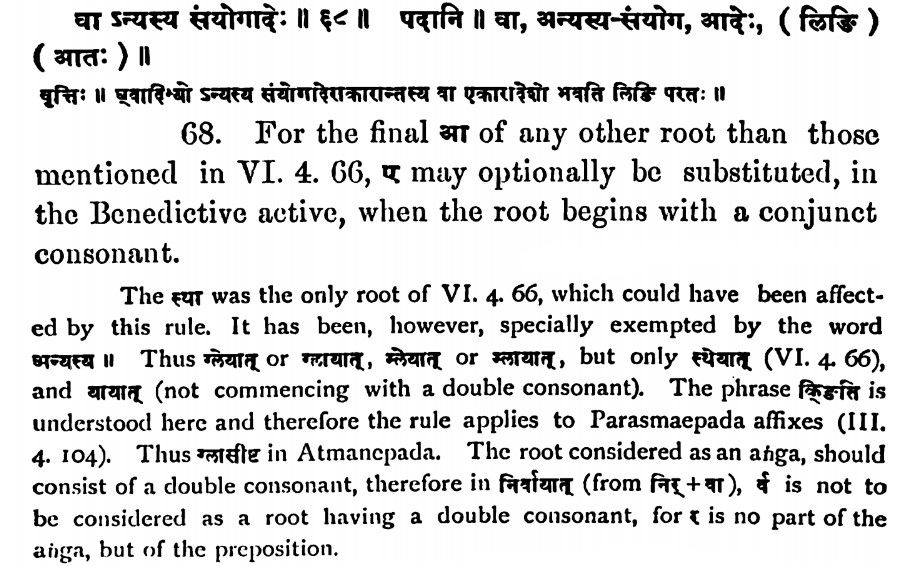 वा ऽन्यस्य संयोगादेः ॥ ६८ ॥ पदानि ॥ वा, अन्यस्य-संयोग, आदेः, ( लिङि )
( आतः ) ॥
वृत्तिः ॥ घ्वादिभ्यो ऽन्यस्य संयोगादेराकारान्तस्य वा एकारादेशो भवति लिङि परतः ॥
68. For the final आ of any other root than those
mentioned in VI. 4. 66, ए may optionally be substituted, in
the Benedictive active, when the root begins with a conjunct
consonant.
The स्था was the only root of VI. 4. 66, which could have been affect-
ed by this rule. It has been, however, specially exempted by the word
अन्यस्य ॥ Thus ग्लेयात् or ग्लायात्, म्लेयात् or म्लायात्, but only स्थेयात् (VI. 4. 66),
and यायात् (not commencing with a double consonant). The phrase क्ङिति is
understood here and therefore the rule applies to Parasmaepada affixes (III.
4. 104). Thus ग्लासीष्ट in Atmanepada. The root considered as an aṅga, should
consist of a double consonant, therefore in निर्वायात् (from निर् + वा), र्व is not to
be considered as a root having a double consonant, for र is no part of the
aṅga, but of the preposition.